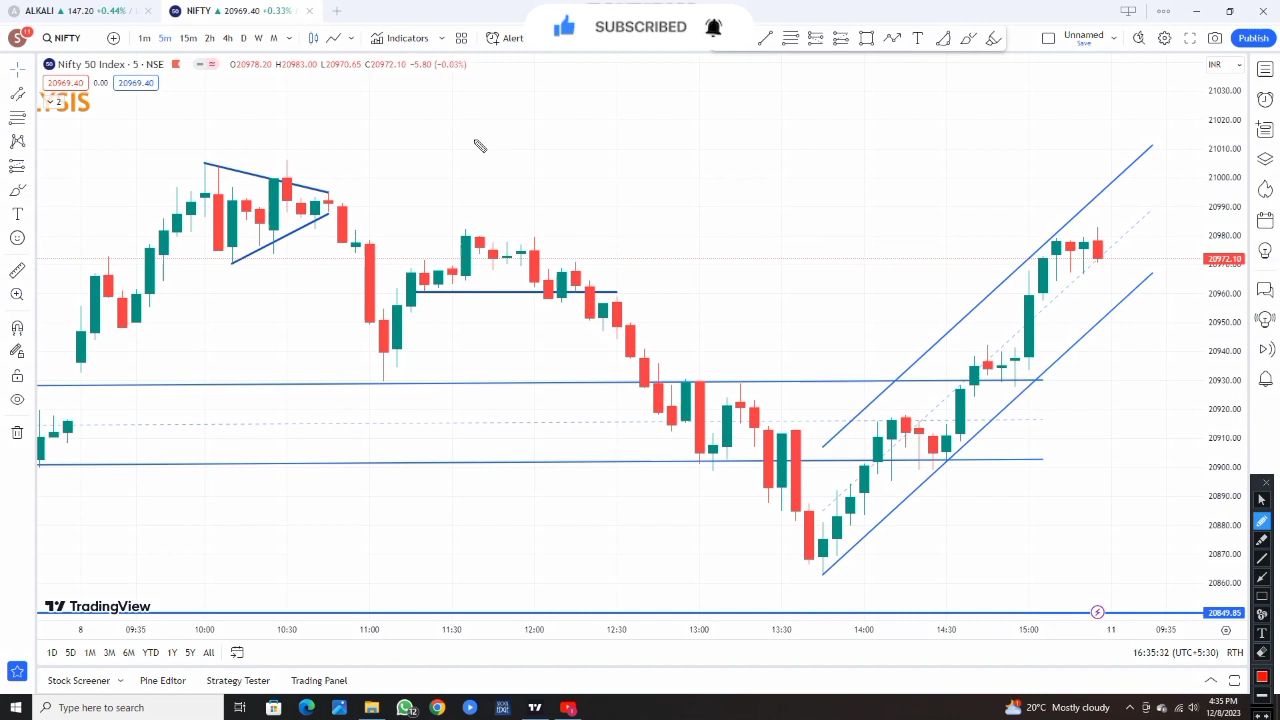 ALKALI ▲ 147.20 +0.44% /
NIFTY ▲ 20969.40 +0.33%
SUBSCRIBED
S 11
NIFTY
1m 5m 15m 2h 4h D W M
Indicators
Alert
Unnamed
Save
Publish
Nifty 50 Index · 5 · NSE
O20978.20 H20983.00 L20970.65 C20972.10 -5.80 (-0.03%)
INR
20969.40 0.00 20969.40
2
LYSIS
21030.00
21020.00
21010.00
21000.00
20990.00
20980.00
20972.10
20960.00
20950.00
20940.00
20930.00
20920.00
20910.00
20900.00
20890.00
20880.00
20870.00
20860.00
20849.85
TradingView
8 09:35 10:00 10:30 11:00 11:30 12:00 12:30 13:00 13:30 14:00 14:30 15:00 11 09:35
1D 5D 1M 3M 6M YTD 1Y 5Y All
16:35:32 (UTC+5:30) RTH
Stock Screener Pine Editor Strategy Tester Trading Panel
Type here to search
12
20°C Mostly cloudy
4:35 PM
12/8/2023